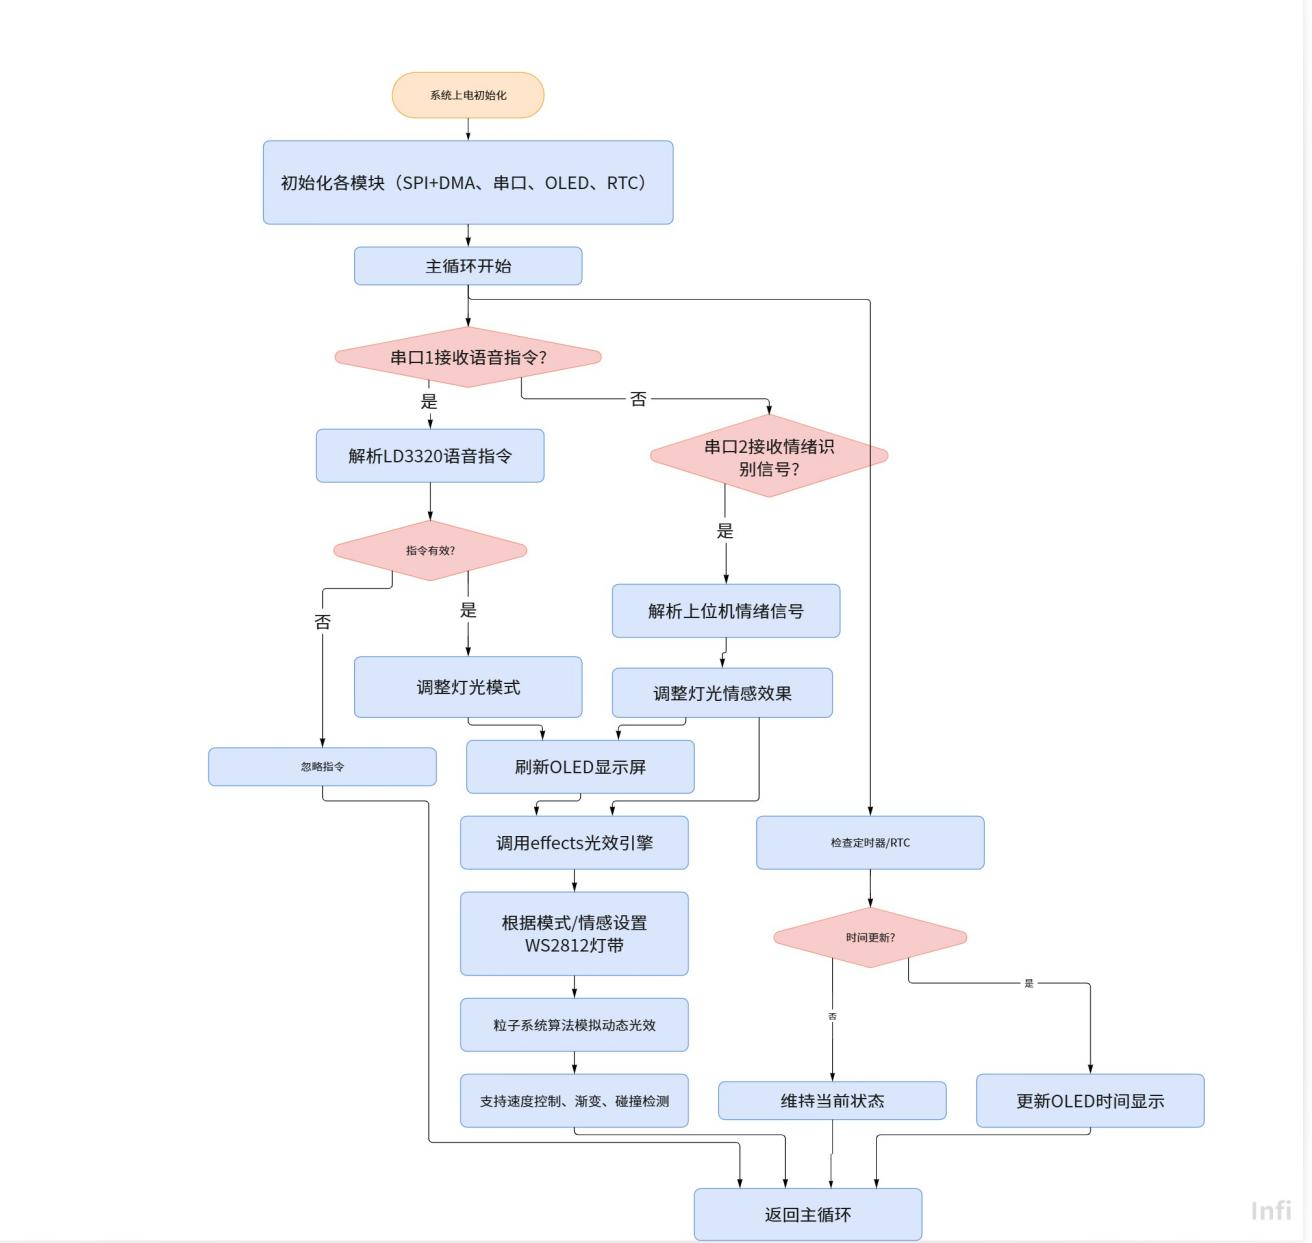 系统上电初始化
初始化各模块（SPI+DMA、串口、OLED、RTC）
主循环开始
串口1接收语音指令?
是
否
解析LD3320语音指令
串口2接收情绪识
别信号?
指令有效?
是
否
是
解析上位机情绪信号
调整灯光模式
调整灯光情感效果
忽略指令
刷新OLED显示屏
调用effects光效引擎
检查定时器/RTC
根据模式/情感设置
WS2812灯带
时间更新?
是
否
粒子系统算法模拟动态光效
支持速度控制、渐变、碰撞检测
维持当前状态
更新OLED时间显示
返回主循环
Infi